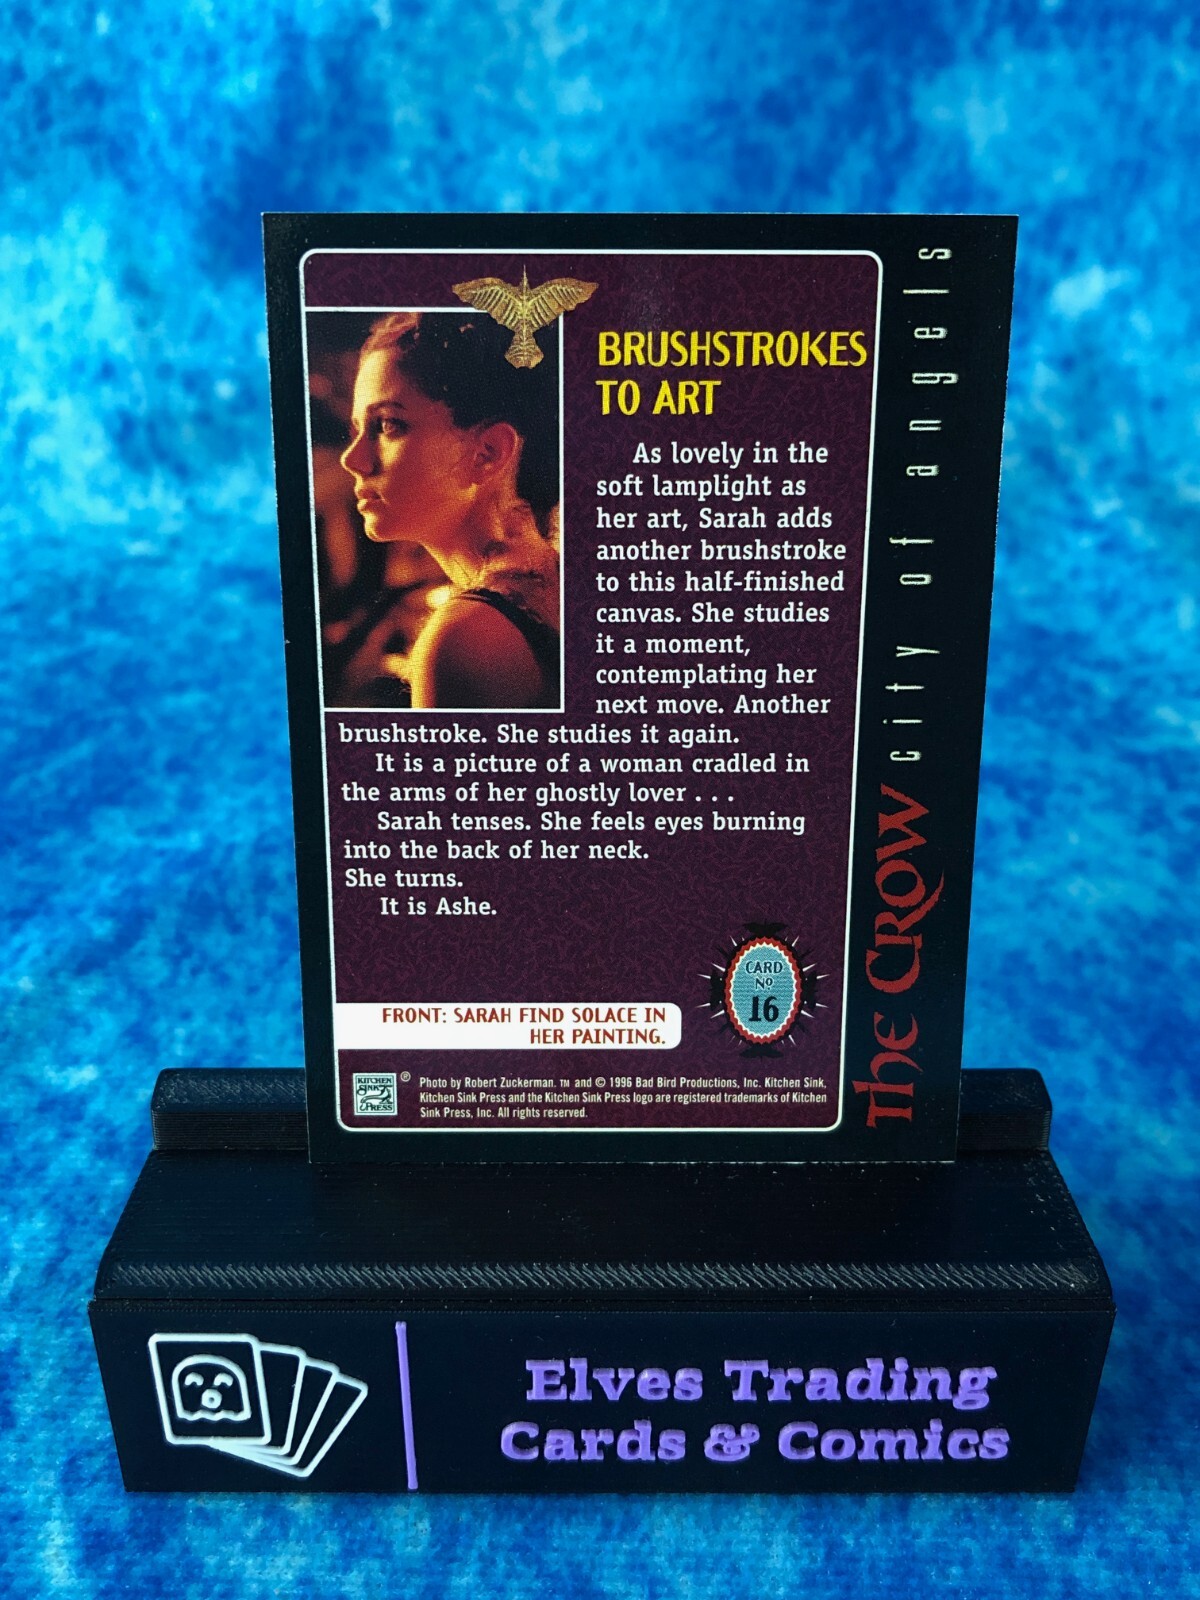 BRUSHSTROKES
TO ART
As lovely in the
soft lamplight as
her art, Sarah adds
another brushstroke
to this half-finished
canvas. She studies
it a moment,
contemplating her
next move. Another
brushstroke. She studies it again.
It is a picture of a woman cradled in
the arms of her ghostly lover . . .
Sarah tenses. She feels eyes burning
into the back of her neck.
She turns.
It is Ashe.
CARD
Nº
16
FRONT: SARAH FIND SOLACE IN
HER PAINTING.
KITCHEN
SINK
PRESS
®
Photo by Robert Zuckerman. ™ and © 1996 Bad Bird Productions, Inc. Kitchen Sink,
Kitchen Sink Press and the Kitchen Sink Press logo are registered trademarks of Kitchen
Sink Press, Inc. All rights reserved.
The CROW city of angels
Elves Trading
Cards & Comics